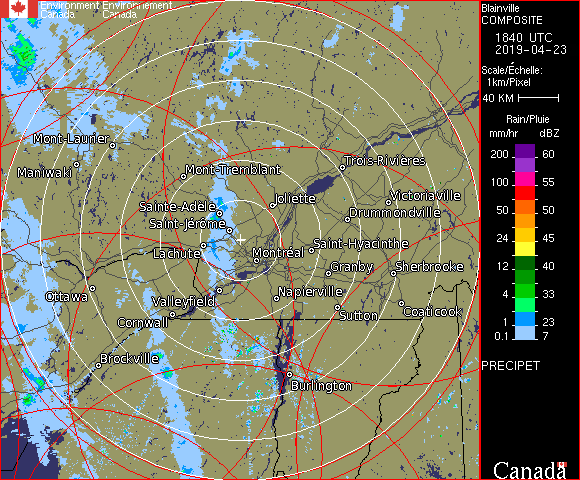 Environment Environnement
Canada Canada
Blainville
COMPOSITE
1840 UTC
2019-04-23
Scale/Échelle:
1km/Pixel
40 KM
Rain/Pluie
mm/hr dBZ
200 60
100 55
50 50
24 45
12 40
4 33
1 23
0.1 7
PRECIPET
Canada
Mont-Laurier
Maniwaki
Mont-Tremblant
Trois-Rivières
Sainte-Adèle
Joliette
Victoriaville
Drummondville
Saint-Jérôme
Lachute
Montréal
Saint-Hyacinthe
Granby
Sherbrooke
Ottawa
Valleyfield
Napierville
Cornwall
Sutton
Coaticook
Brockville
Burlington